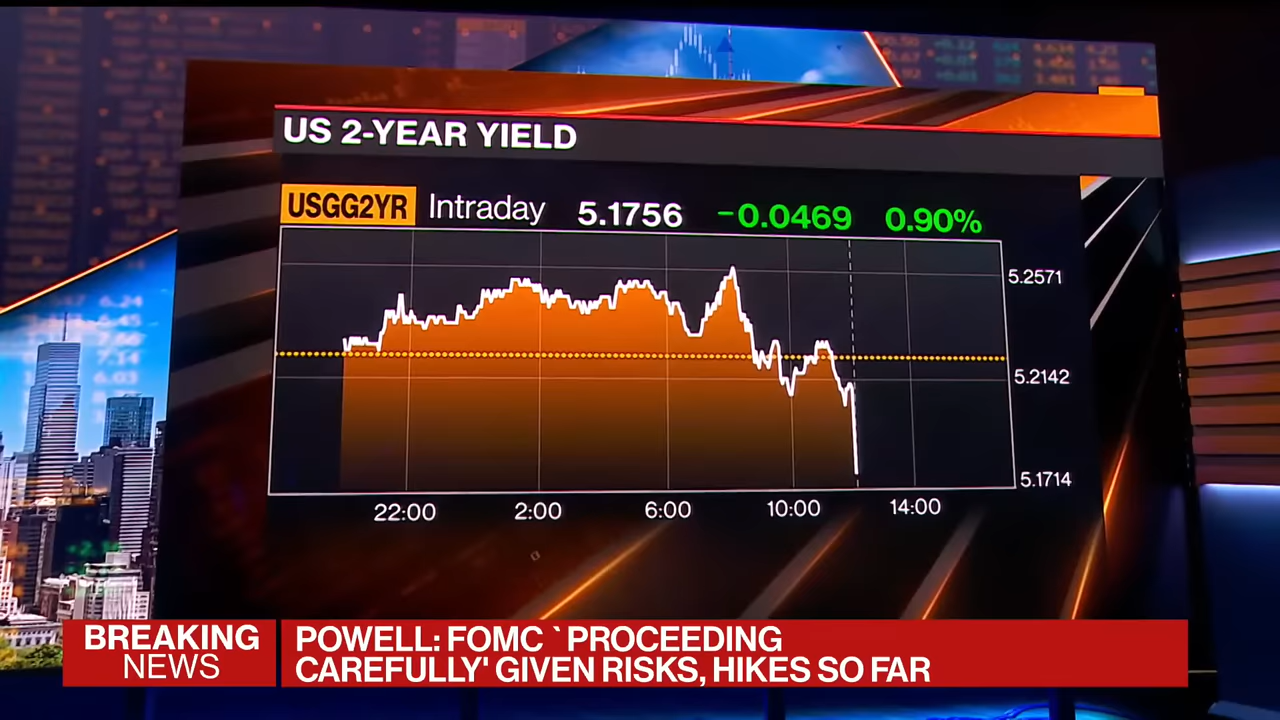 US 2-YEAR YIELD
USGG2YR Intraday 5.1756 -0.0469 0.90%
5.2571
5.2142
5.1714
22:00 2:00 6:00 10:00 14:00
BREAKING
NEWS
POWELL: FOMC `PROCEEDING
CAREFULLY' GIVEN RISKS, HIKES SO FAR